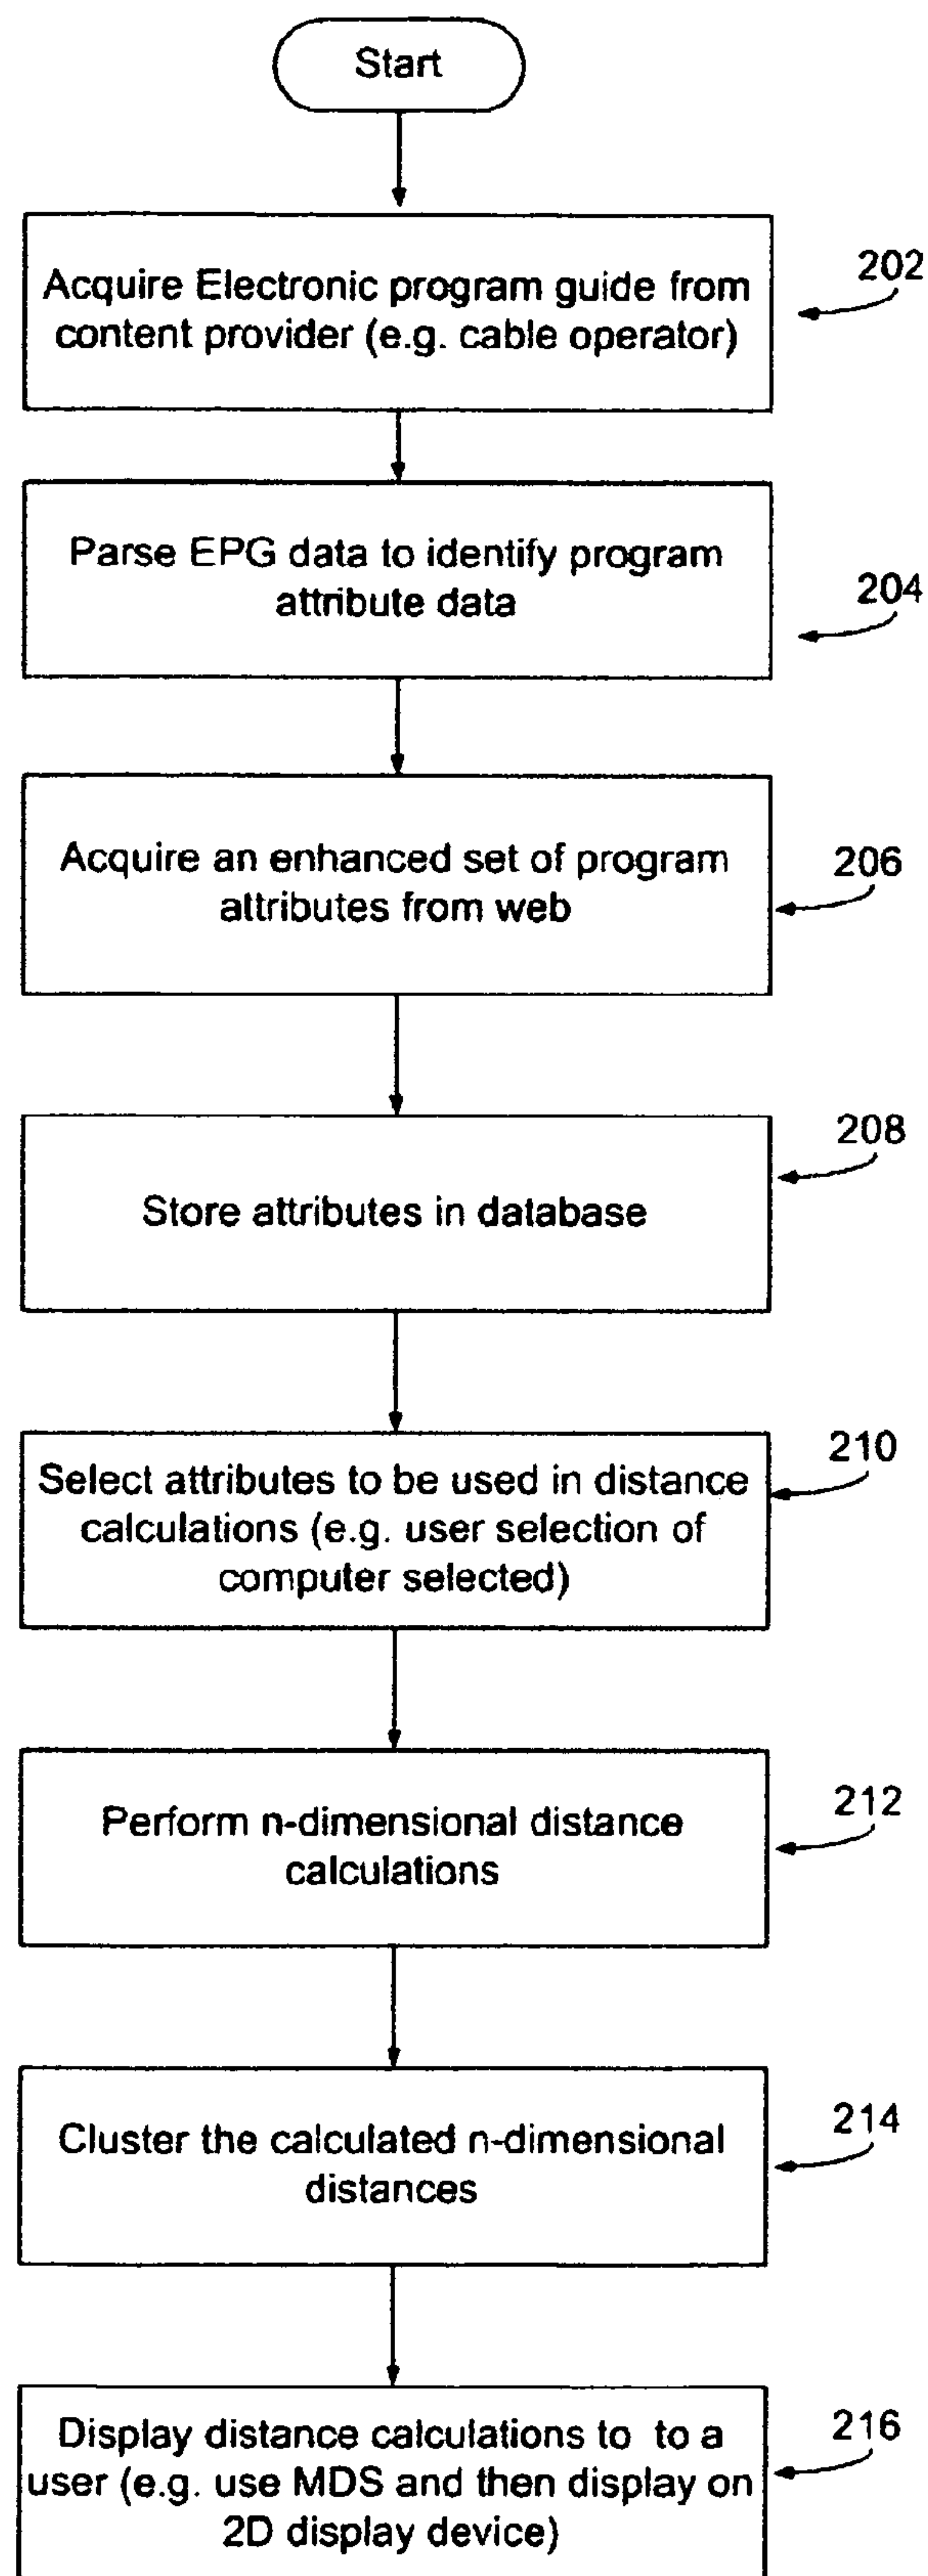 Start
Acquire Electronic program guide from
content provider (e.g. cable operator)
202
Parse EPG data to identify program
attribute data
204
Acquire an enhanced set of program
attributes from web
206
Store attributes in database
208
Select attributes to be used in distance
calculations (e.g. user selection of
computer selected)
210
Perform n-dimensional distance
calculations
212
Cluster the calculated n-dimensional
distances
214
Display distance calculations to to a
user (e.g. use MDS and then display on
2D display device)
216